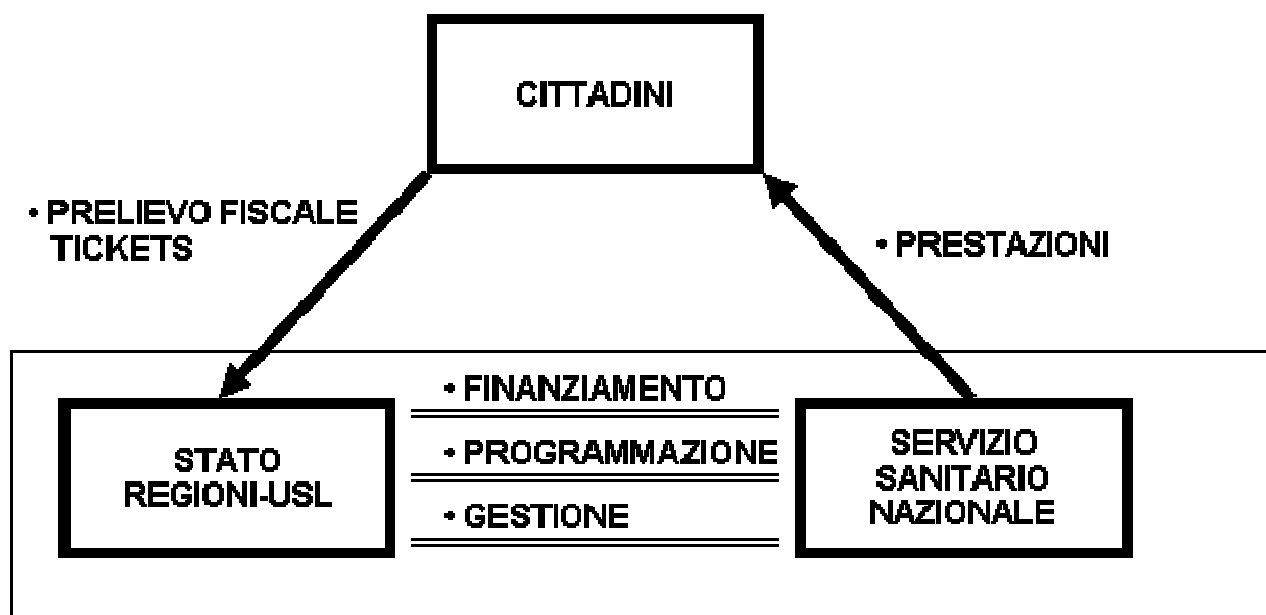 CITTADINI
• PRELIEVO FISCALE
TICKETS
• PRESTAZIONI
• FINANZIAMENTO
• PROGRAMMAZIONE
• GESTIONE
STATO
REGIONI-USL
SERVIZIO
SANITARIO
NAZIONALE